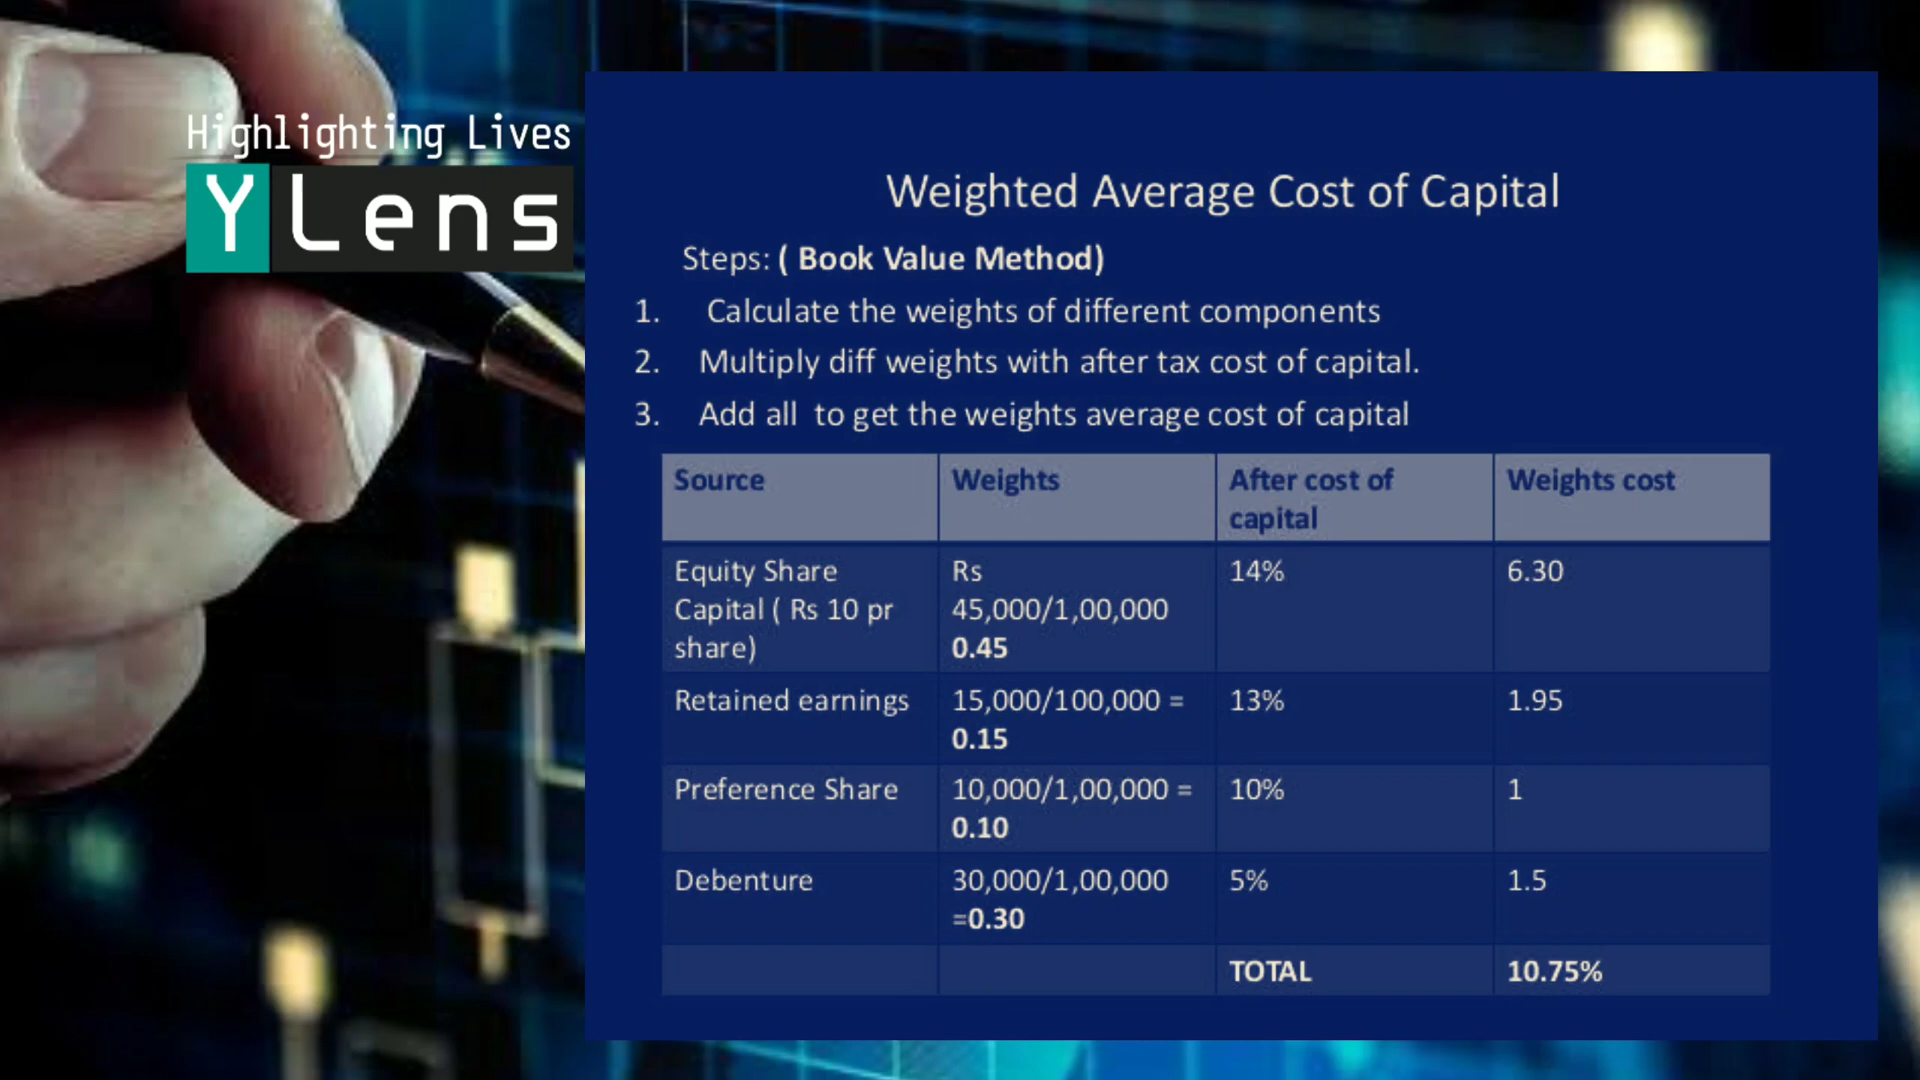 Highlighting Lives
YLens
Weighted Average Cost of Capital
Steps: ( Book Value Method)
1. Calculate the weights of different components
2. Multiply diff weights with after tax cost of capital.
3. Add all to get the weights average cost of capital
Source
Weights
After cost of
capital
Weights cost
Equity Share
Capital ( Rs 10 pr
share)
Rs
45,000/1,00,000
0.45
14%
6.30
Retained earnings
15,000/100,000 =
0.15
13%
1.95
Preference Share
10,000/1,00,000 =
0.10
10%
1
Debenture
30,000/1,00,000
=0.30
5%
1.5
TOTAL
10.75%